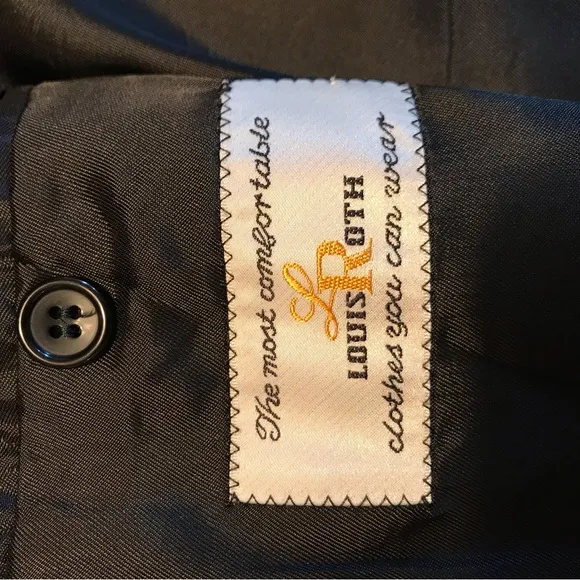 The most comfortable
LR
LOUIS ROTH
clothes you can wear